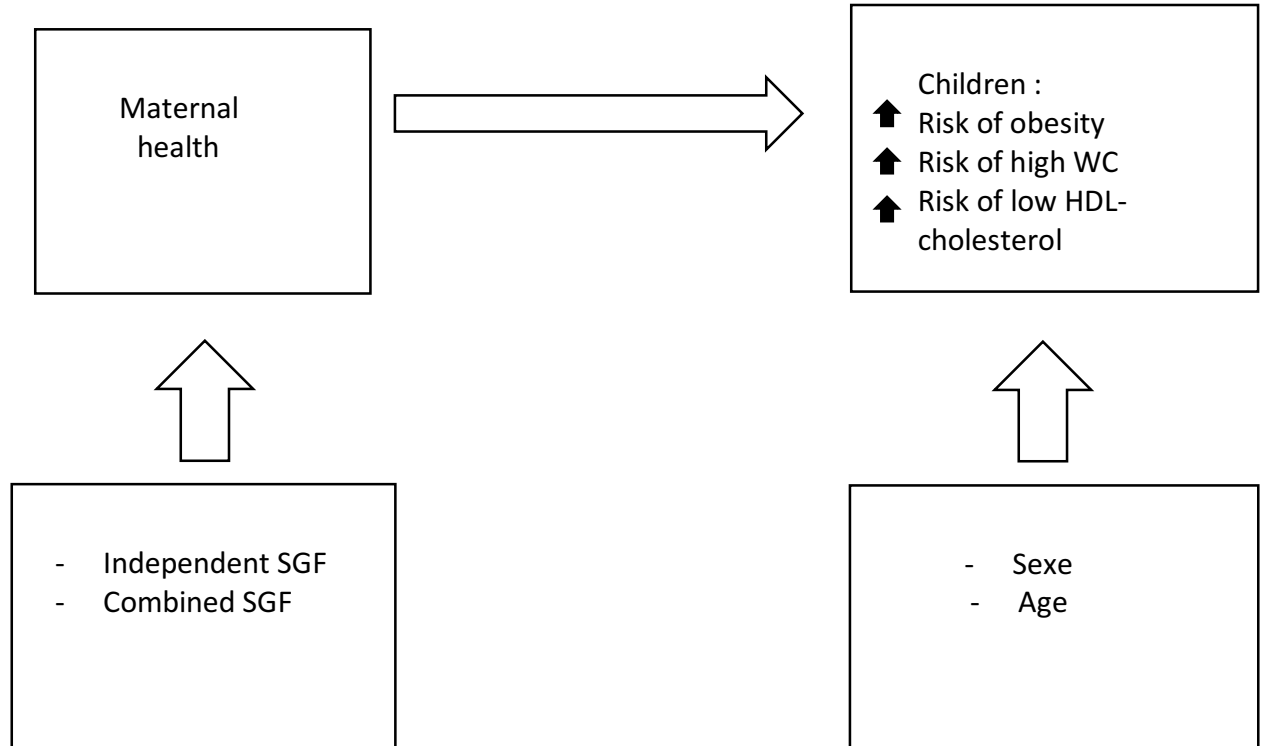 Maternal
health
Children :
Risk of obesity
Risk of high WC
Risk of low HDL-
cholesterol
- Independent SGF
- Combined SGF
- Sexe
- Age